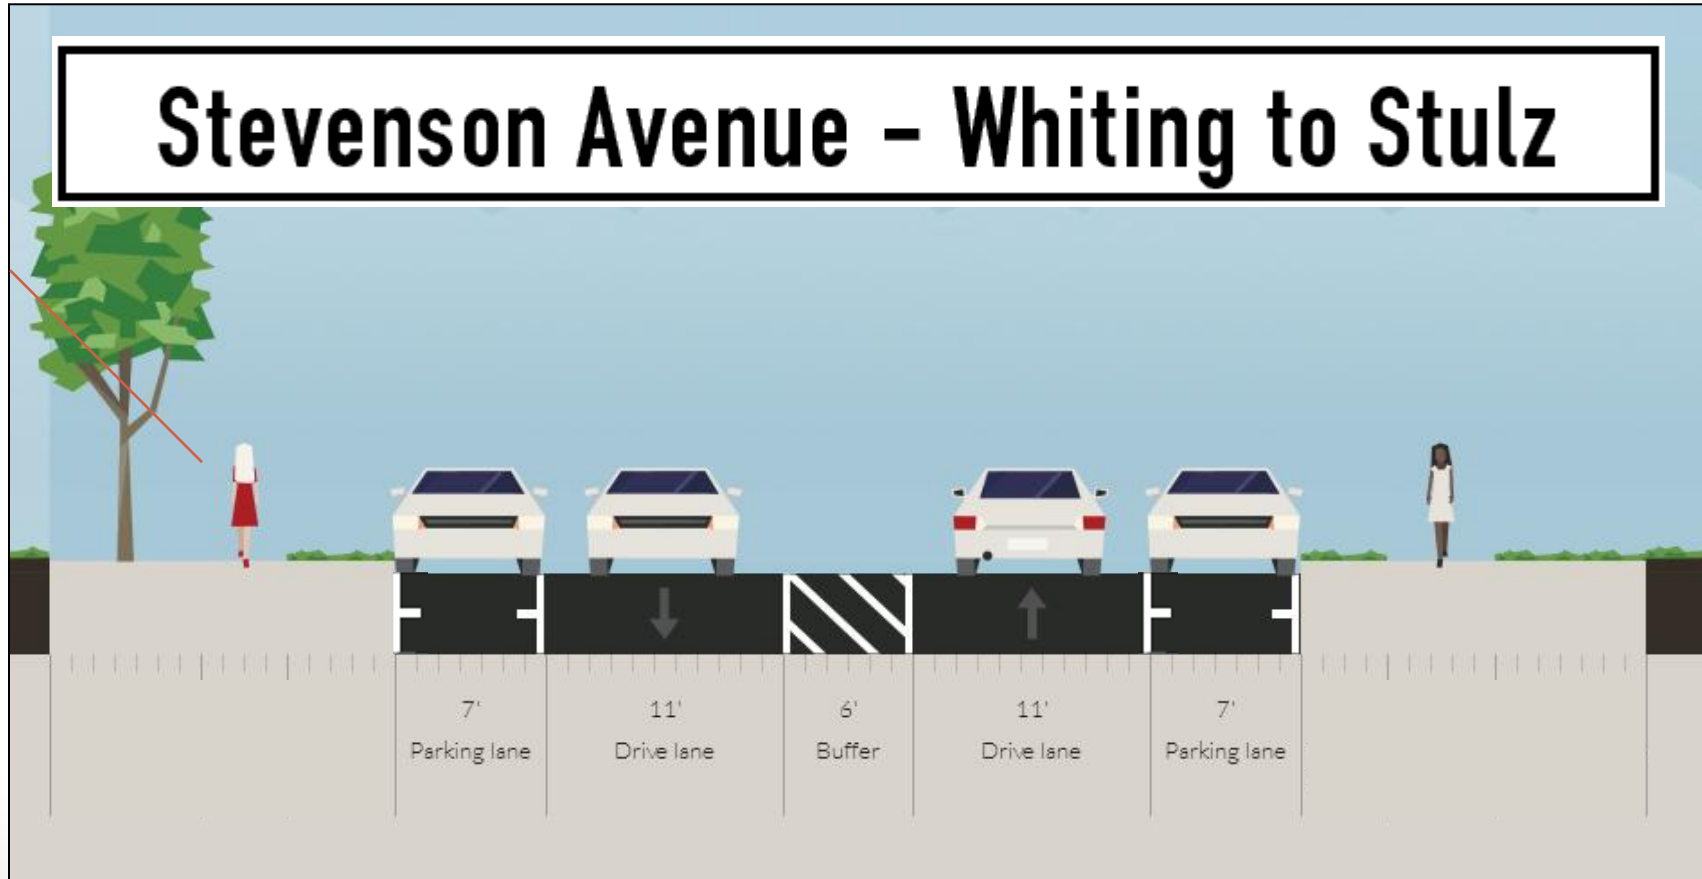 Stevenson Avenue – Whiting to Stulz
7' 11' 6' 11' 7'
Parking lane Drive lane Buffer Drive lane Parking lane